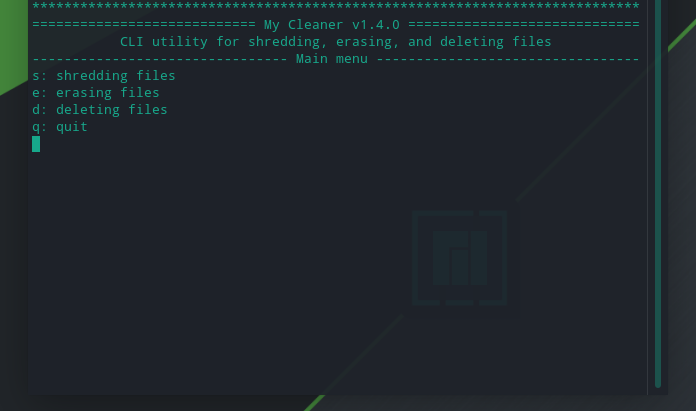 ****************************************************************************
============================ My Cleaner v1.4.0 =============================
CLI utility for shredding, erasing, and deleting files
-------------------------------- Main menu ---------------------------------
s: shredding files
e: erasing files
d: deleting files
q: quit